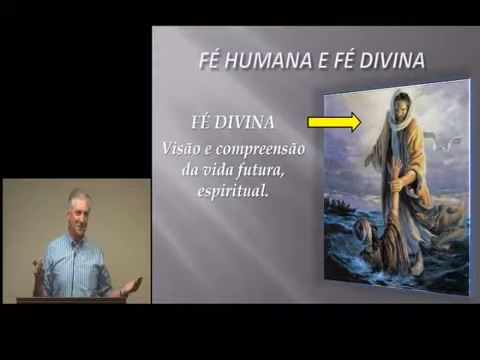 FÉ HUMANA E FÉ DIVINA
FÉ DIVINA
Visão e compreensão
da vida futura,
espiritual.